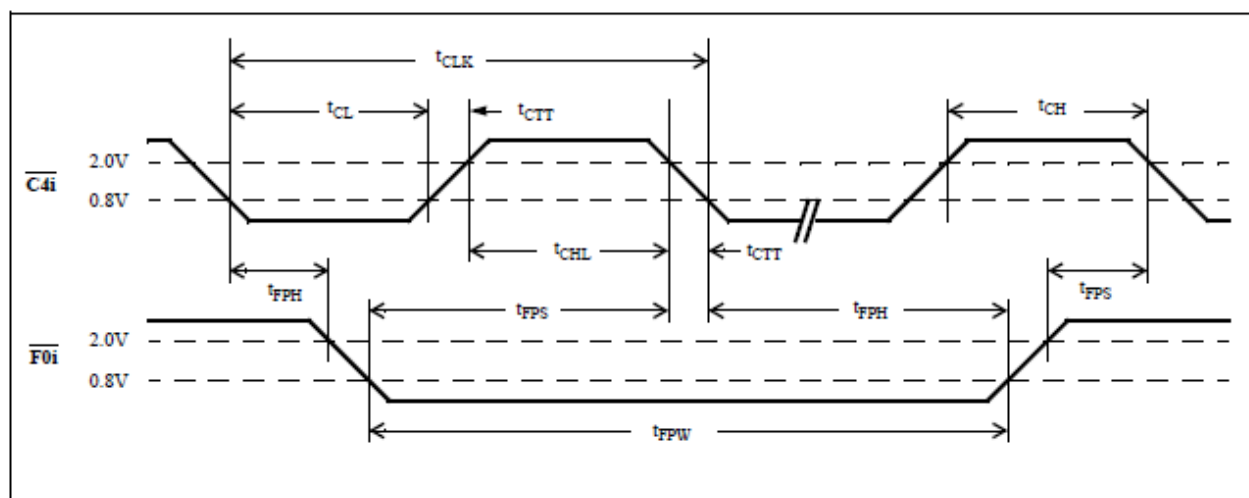 tCLK
tCL
tCTT
tCH
2.0V
C4i
0.8V
tCHL
tCTT
tFPH
tFPS
tFPS
tFPH
2.0V
F0i
0.8V
tFPW